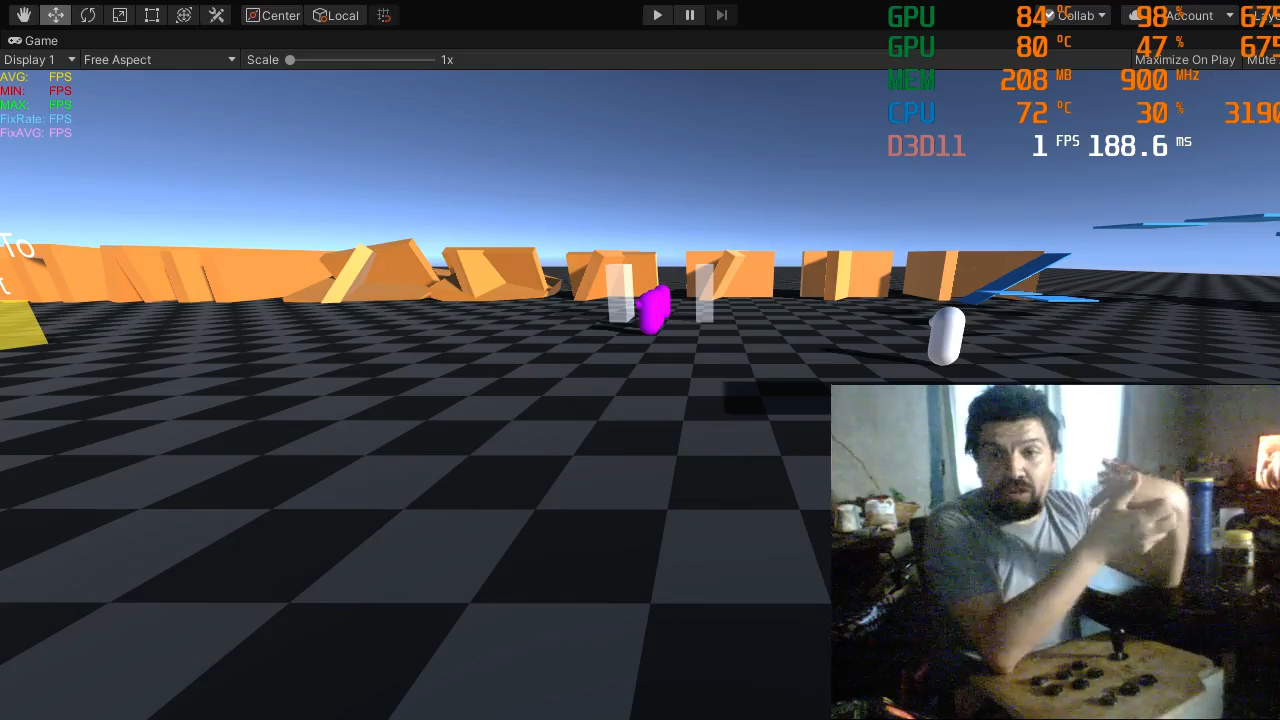 Center Local Collab Account
Game
Display 1 Free Aspect Scale 1x Maximize On Play Mute
AVG: FPS
MIN: FPS
MAX: FPS
FixRate: FPS
FixAVG: FPS
GPU 84 °C 98 % 675
GPU 80 °C 47 % 675
MEM 208 MB 900 MHz
CPU 72 °C 30 % 3190
D3D11 1 FPS 188.6 ms
To